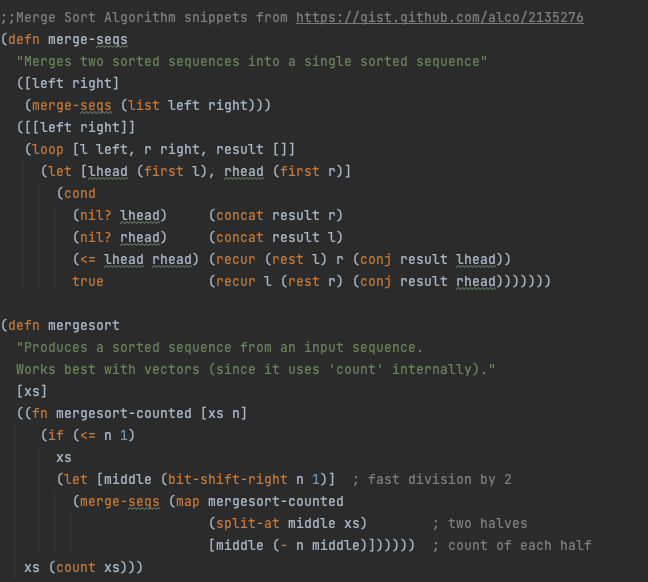 ;;Merge Sort Algorithm snippets from https://gist.github.com/alco/2135276
(defn merge-seqs
  "Merges two sorted sequences into a single sorted sequence"
  ([left right]
   (merge-seqs (list left right)))
  ([[left right]]
   (loop [l left, r right, result []]
     (let [lhead (first l), rhead (first r)]
       (cond
         (nil? lhead)     (concat result r)
         (nil? rhead)     (concat result l)
         (<= lhead rhead) (recur (rest l) r (conj result lhead))
         true             (recur l (rest r) (conj result rhead)))))))

(defn mergesort
  "Produces a sorted sequence from an input sequence.
  Works best with vectors (since it uses 'count' internally)."
  [xs]
  ((fn mergesort-counted [xs n]
     (if (<= n 1)
       xs
       (let [middle (bit-shift-right n 1)]  ; fast division by 2
         (merge-seqs (map mergesort-counted
                          (split-at middle xs)        ; two halves
                          [middle (- n middle)])))))  ; count of each half
   xs (count xs)))